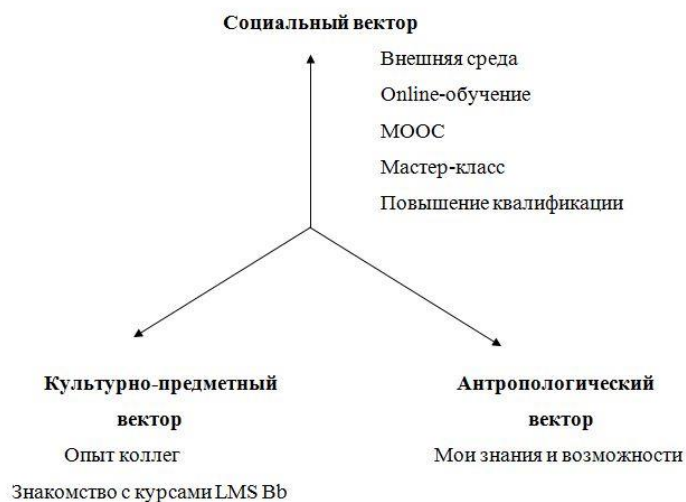 Социальный вектор
Внешняя среда
Online-обучение
МООС
Мастер-класс
Повышение квалификации
Культурно-предметный
вектор
Опыт коллег
Знакомство с курсами LMS Bb
Антропологический
вектор
Мои знания и возможности